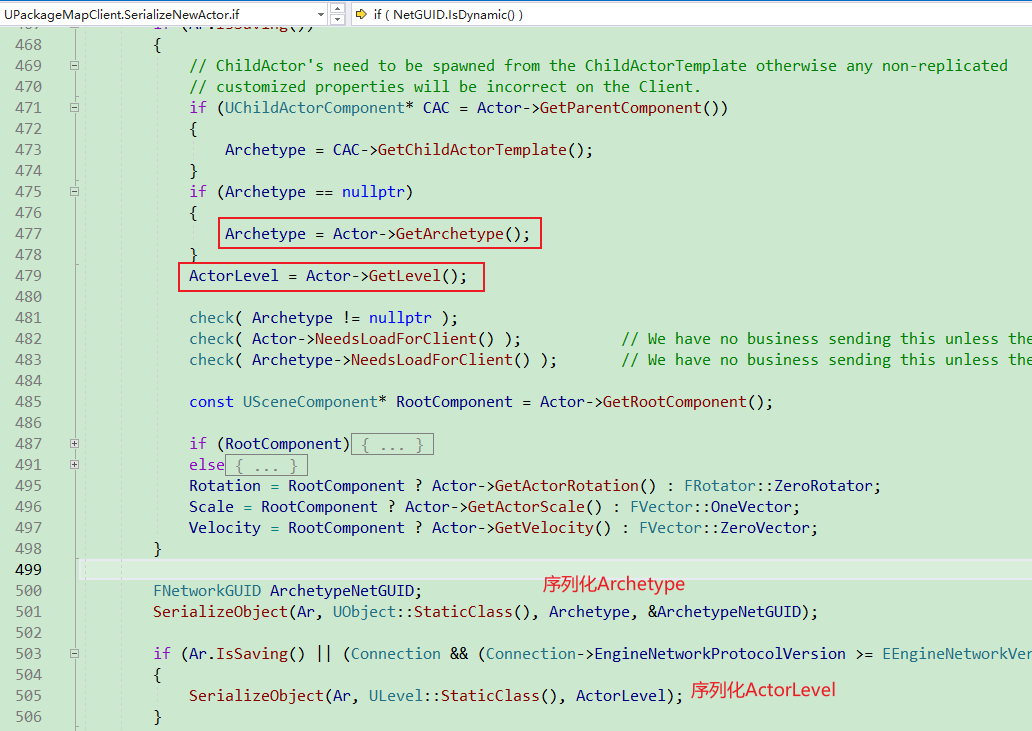 UPackageMapClient.SerializeNewActor.if if ( NetGUID.IsDynamic() )
467 if (Ar.IsSaving())
468 {
469 // ChildActor's need to be spawned from the ChildActorTemplate otherwise any non-replicated
470 // customized properties will be incorrect on the Client.
471 if (UChildActorComponent* CAC = Actor->GetParentComponent())
472 {
473 Archetype = CAC->GetChildActorTemplate();
474 }
475 if (Archetype == nullptr)
476 {
477 Archetype = Actor->GetArchetype();
478 }
479 ActorLevel = Actor->GetLevel();
480
481 check( Archetype != nullptr );
482 check( Actor->NeedsLoadForClient() ); // We have no business sending this unless the
483 check( Archetype->NeedsLoadForClient() ); // We have no business sending this unless the
484
485 const USceneComponent* RootComponent = Actor->GetRootComponent();
486
487 if (RootComponent) { ... }
491 else { ... }
495 Rotation = RootComponent ? Actor->GetActorRotation() : FRotator::ZeroRotator;
496 Scale = RootComponent ? Actor->GetActorScale() : FVector::OneVector;
497 Velocity = RootComponent ? Actor->GetVelocity() : FVector::ZeroVector;
498 }
499
序列化Archetype
500 FNetworkGUID ArchetypeNetGUID;
501 SerializeObject(Ar, UObject::StaticClass(), Archetype, &ArchetypeNetGUID);
502
503 if (Ar.IsSaving() || (Connection && (Connection->EngineNetworkProtocolVersion >= EEngineNetworkVer
504 {
505 SerializeObject(Ar, ULevel::StaticClass(), ActorLevel); 序列化ActorLevel
506 }